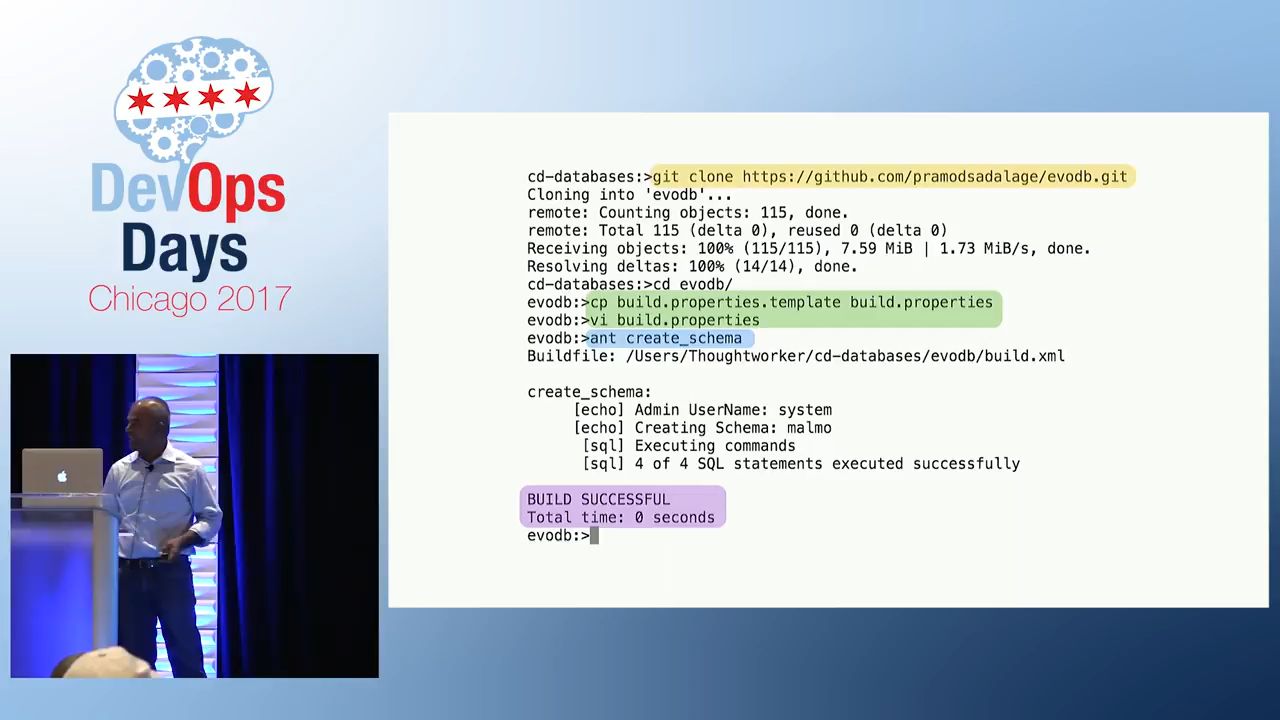 DevOps
Days
Chicago 2017
cd-databases:>git clone https://github.com/pramodsadalage/evodb.git
Cloning into 'evodb'...
remote: Counting objects: 115, done.
remote: Total 115 (delta 0), reused 0 (delta 0)
Receiving objects: 100% (115/115), 7.59 MiB | 1.73 MiB/s, done.
Resolving deltas: 100% (14/14), done.
cd-databases:>cd evodb/
evodb:>cp build.properties.template build.properties
evodb:>vi build.properties
evodb:>ant create_schema
Buildfile: /Users/Thoughtworker/cd-databases/evodb/build.xml
create_schema:
[echo] Admin UserName: system
[echo] Creating Schema: malmo
[sql] Executing commands
[sql] 4 of 4 SQL statements executed successfully
BUILD SUCCESSFUL
Total time: 0 seconds
evodb:>